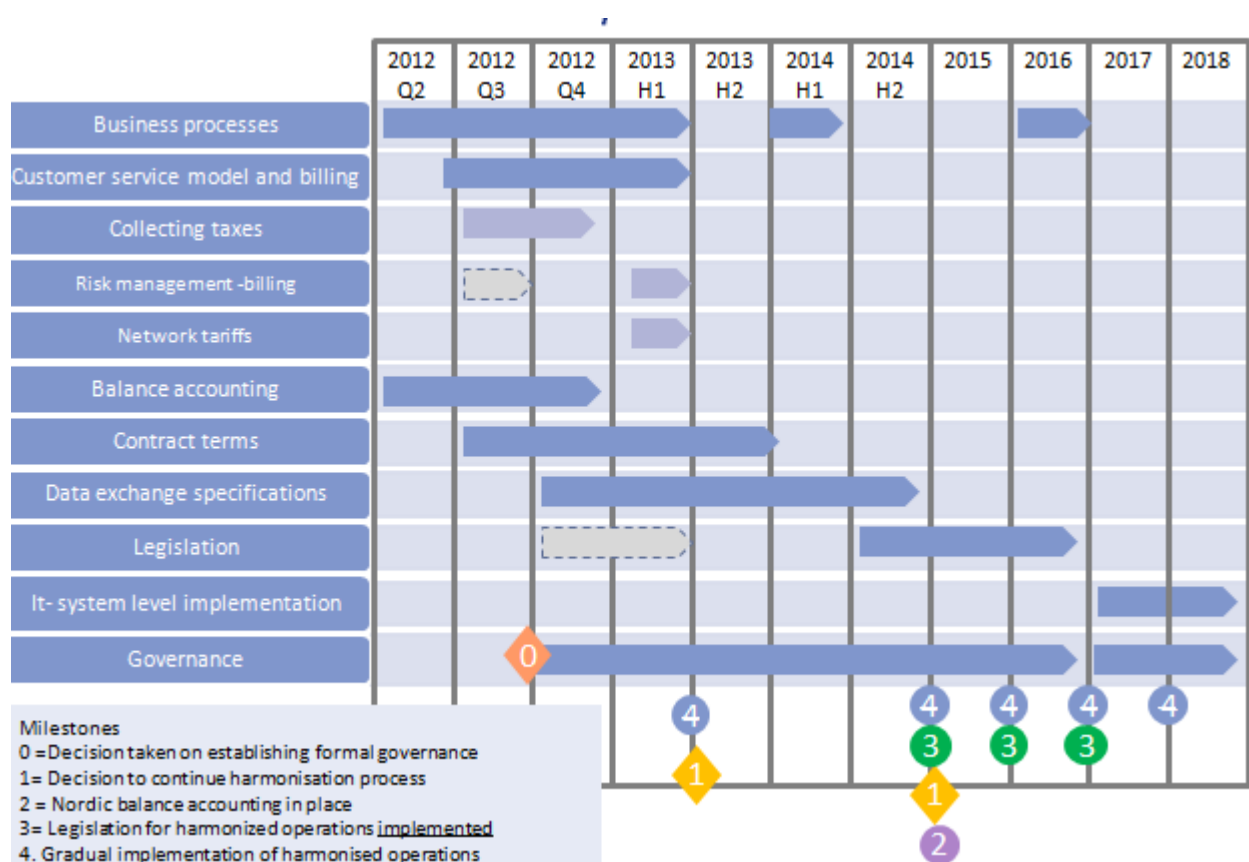 2012 2012 2012 2013 2013 2014 2014 2015 2016 2017 2018
Q2 Q3 Q4 H1 H2 H1 H2
Business processes
Customer service model and billing
Collecting taxes
Risk management -billing
Network tariffs
Balance accounting
Contract terms
Data exchange specifications
Legislation
It- system level implementation
Governance
0
4 4 4 4 4
3 3 3
1 1
2
Milestones
0 =Decision taken on establishing formal governance
1= Decision to continue harmonisation process
2 = Nordic balance accounting in place
3= Legislation for harmonized operations implemented
4. Gradual implementation of harmonised operations